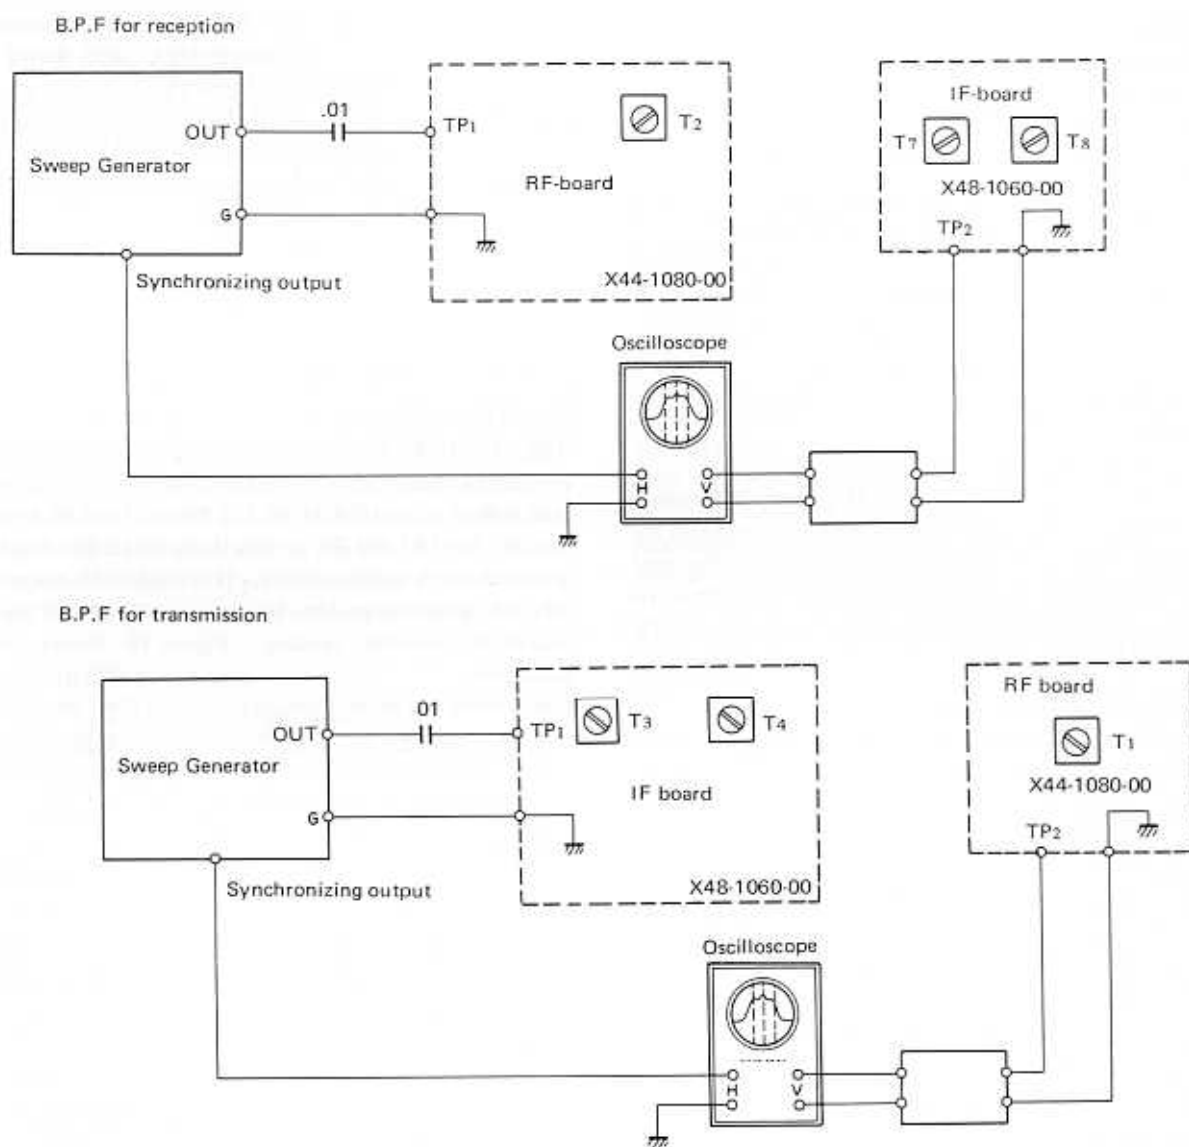 B.P.F for reception
.01
OUT
TP1
T2
Sweep Generator
RF-board
G
X44-1080-00
Synchronizing output
IF-board
T7
T8
X48-1060-00
TP2
Oscilloscope
H
V
B.P.F for transmission
01
OUT
TP1
T3
T4
Sweep Generator
IF board
G
X48-1060-00
Synchronizing output
RF board
T1
X44-1080-00
TP2
Oscilloscope
H
V